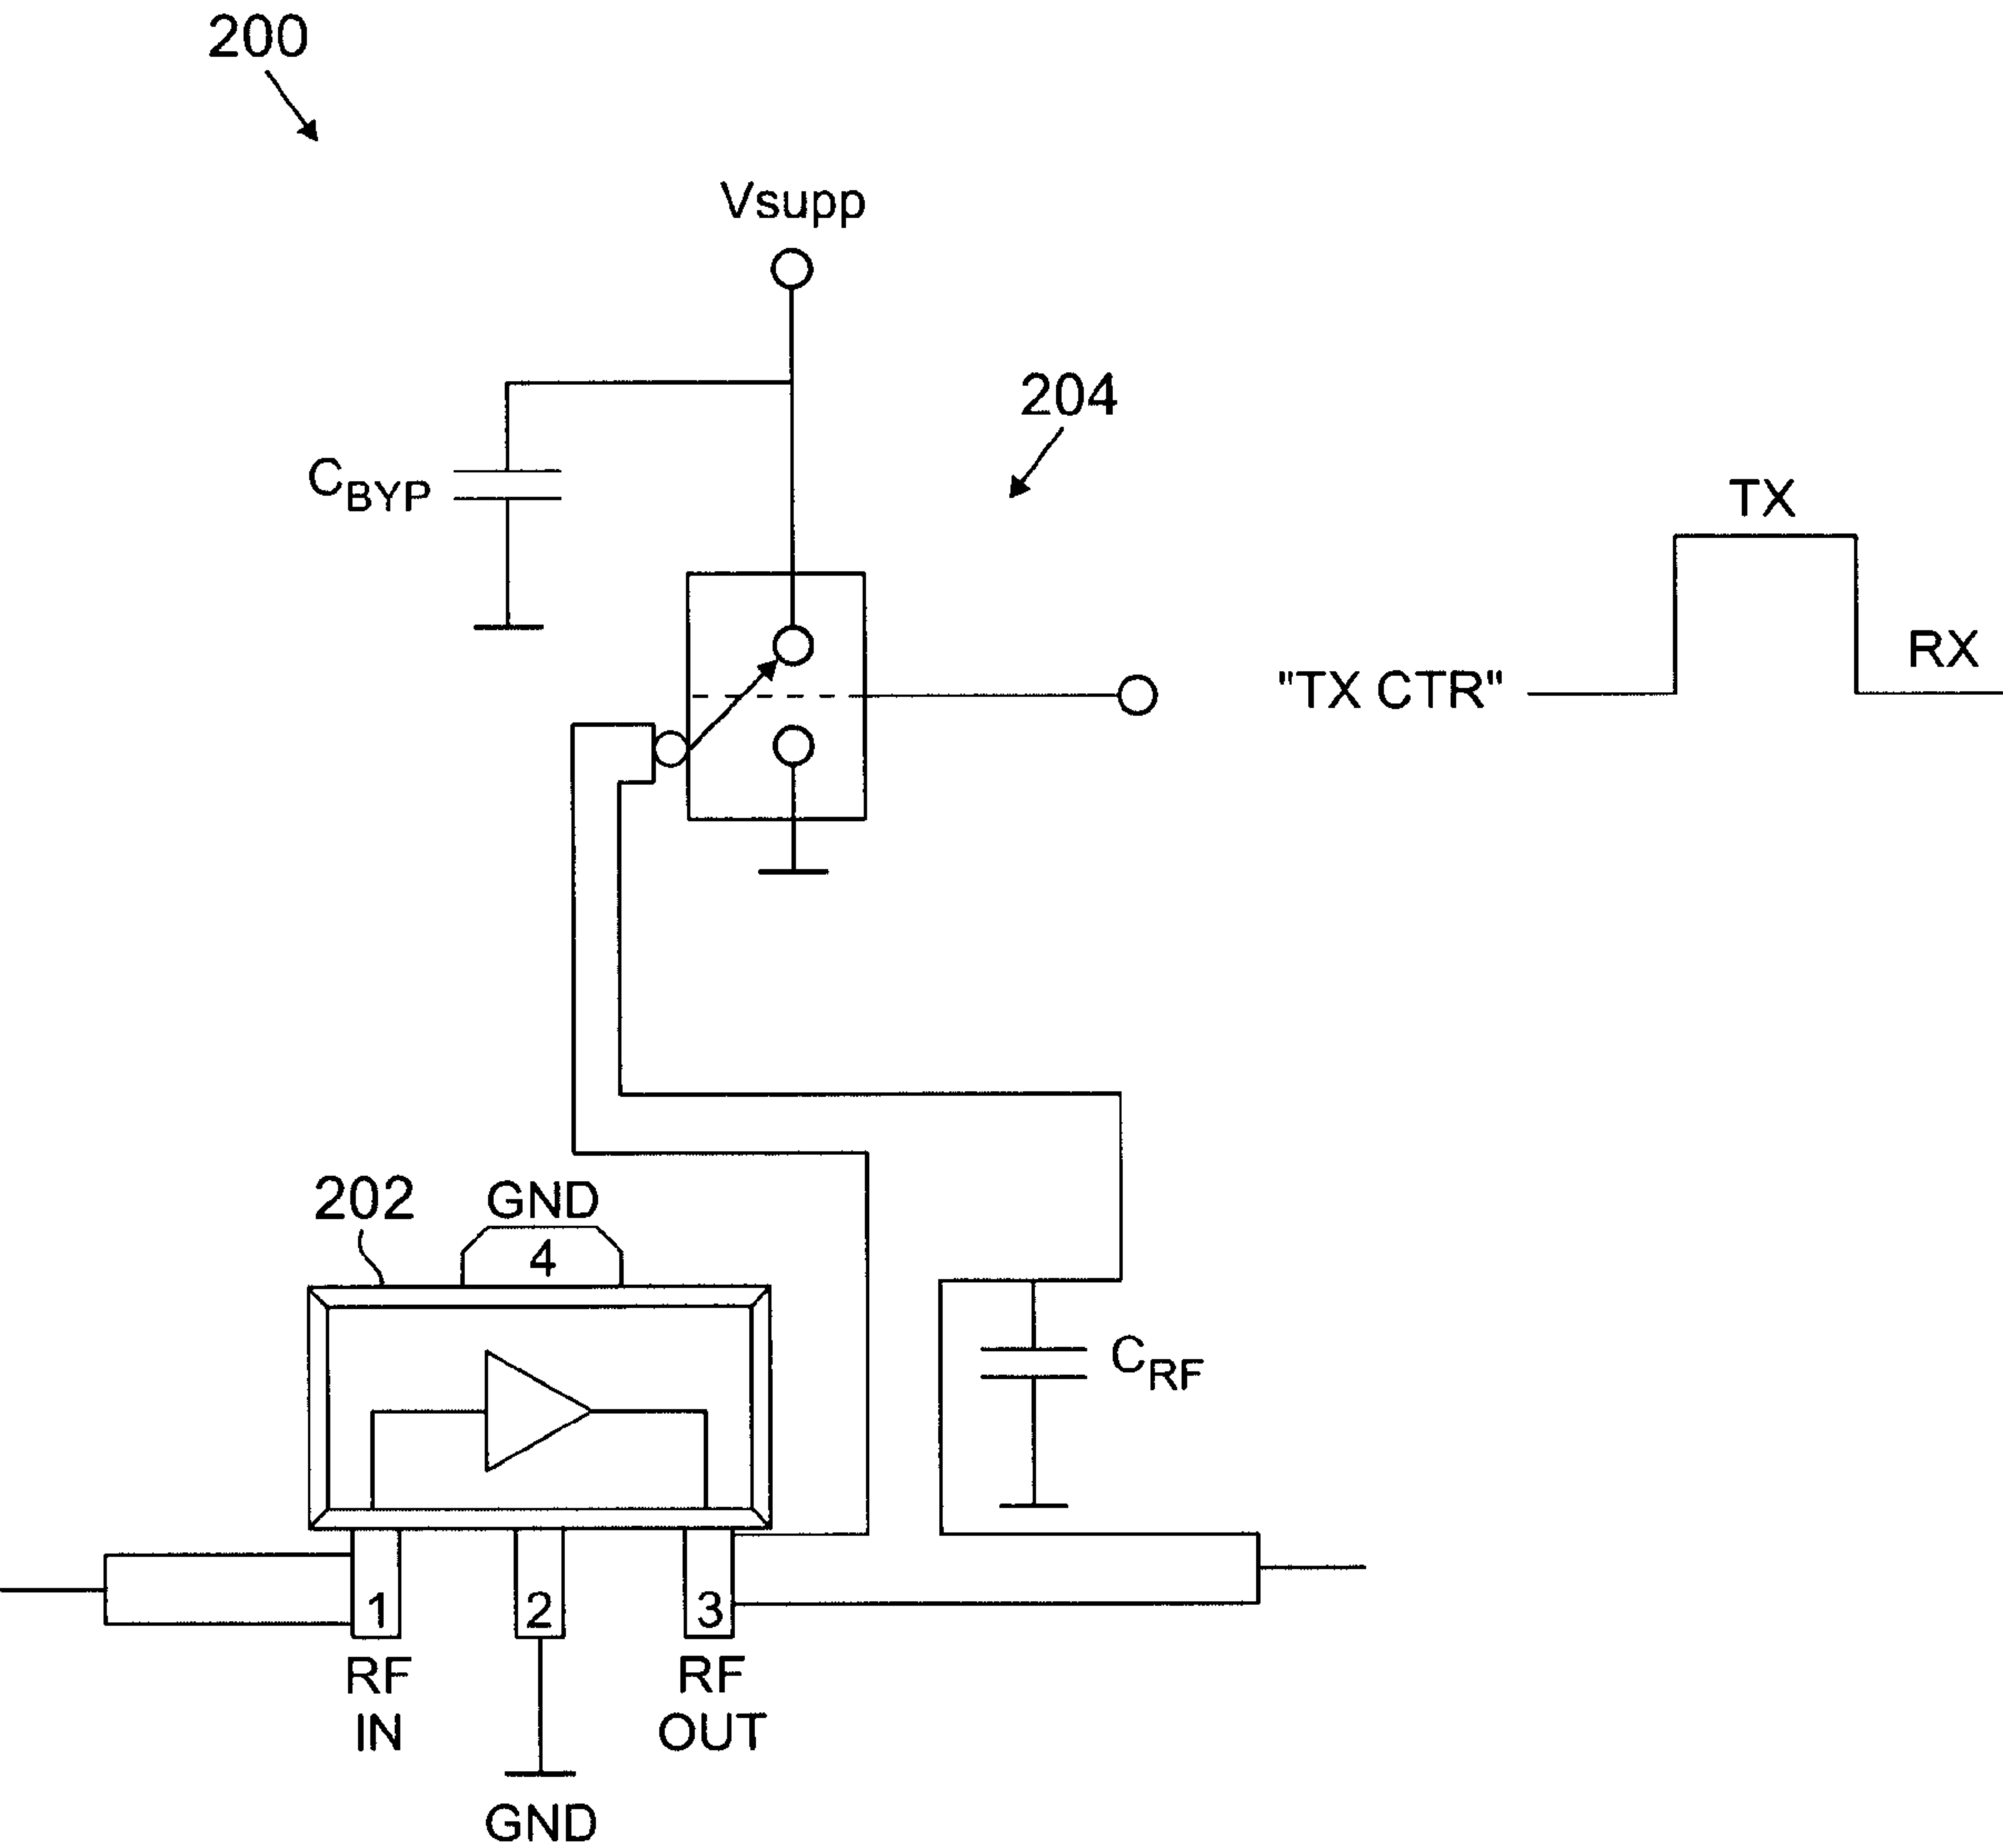 200
Vsupp
204
CBYP
TX
"TX CTR"
RX
202
GND
4
CRF
1
2
3
RF
IN
RF
OUT
GND